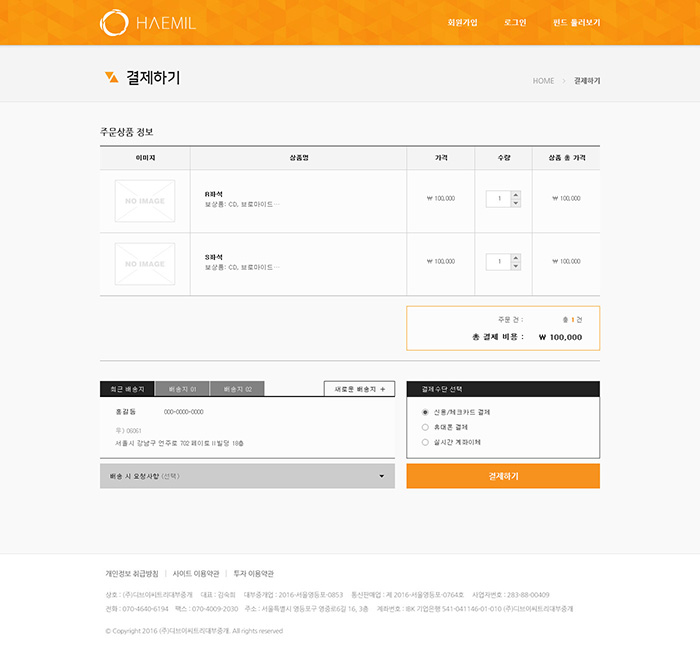 HAEMIL
회원가입 로그인 펀드 둘러보기
결제하기
HOME > 결제하기
주문상품 정보
이미지 상품명 가격 수량 상품 총 가격
NO IMAGE
R좌석
보상품: CD, 브로마이드…
₩ 100,000
1
₩ 100,000
NO IMAGE
S좌석
보상품: CD, 브로마이드…
₩ 100,000
1
₩ 100,000
주문 건 : 총 1 건
총 결제 비용 : ₩ 100,000
최근 배송지 배송지 01 배송지 02 새로운 배송지 +
홍길동 000-0000-0000
우) 06061
서울시 강남구 언주로 702 페이토 II빌딩 18층
배송 시 요청사항 (선택)
결제수단 선택
신용/체크카드 결제
휴대폰 결제
실시간 계좌이체
결제하기
개인정보 취급방침 | 사이트 이용약관 | 투자 이용약관
상호 : (주)디브이씨트리대부중개 대표 : 김숙희 대부중개업 : 2016-서울영등포-0853 통신판매업 : 제 2016-서울영등포-0764호 사업자번호 : 283-88-00409
전화 : 070-4640-6194 팩스 : 070-4009-2030 주소 : 서울특별시 영등포구 영중로6길 16, 3층 계좌번호 : IBK 기업은행 541-041146-01-010 (주)디브이씨트리대부중개
© Copyright 2016 (주)디브이씨트리대부중개. All rights reserved